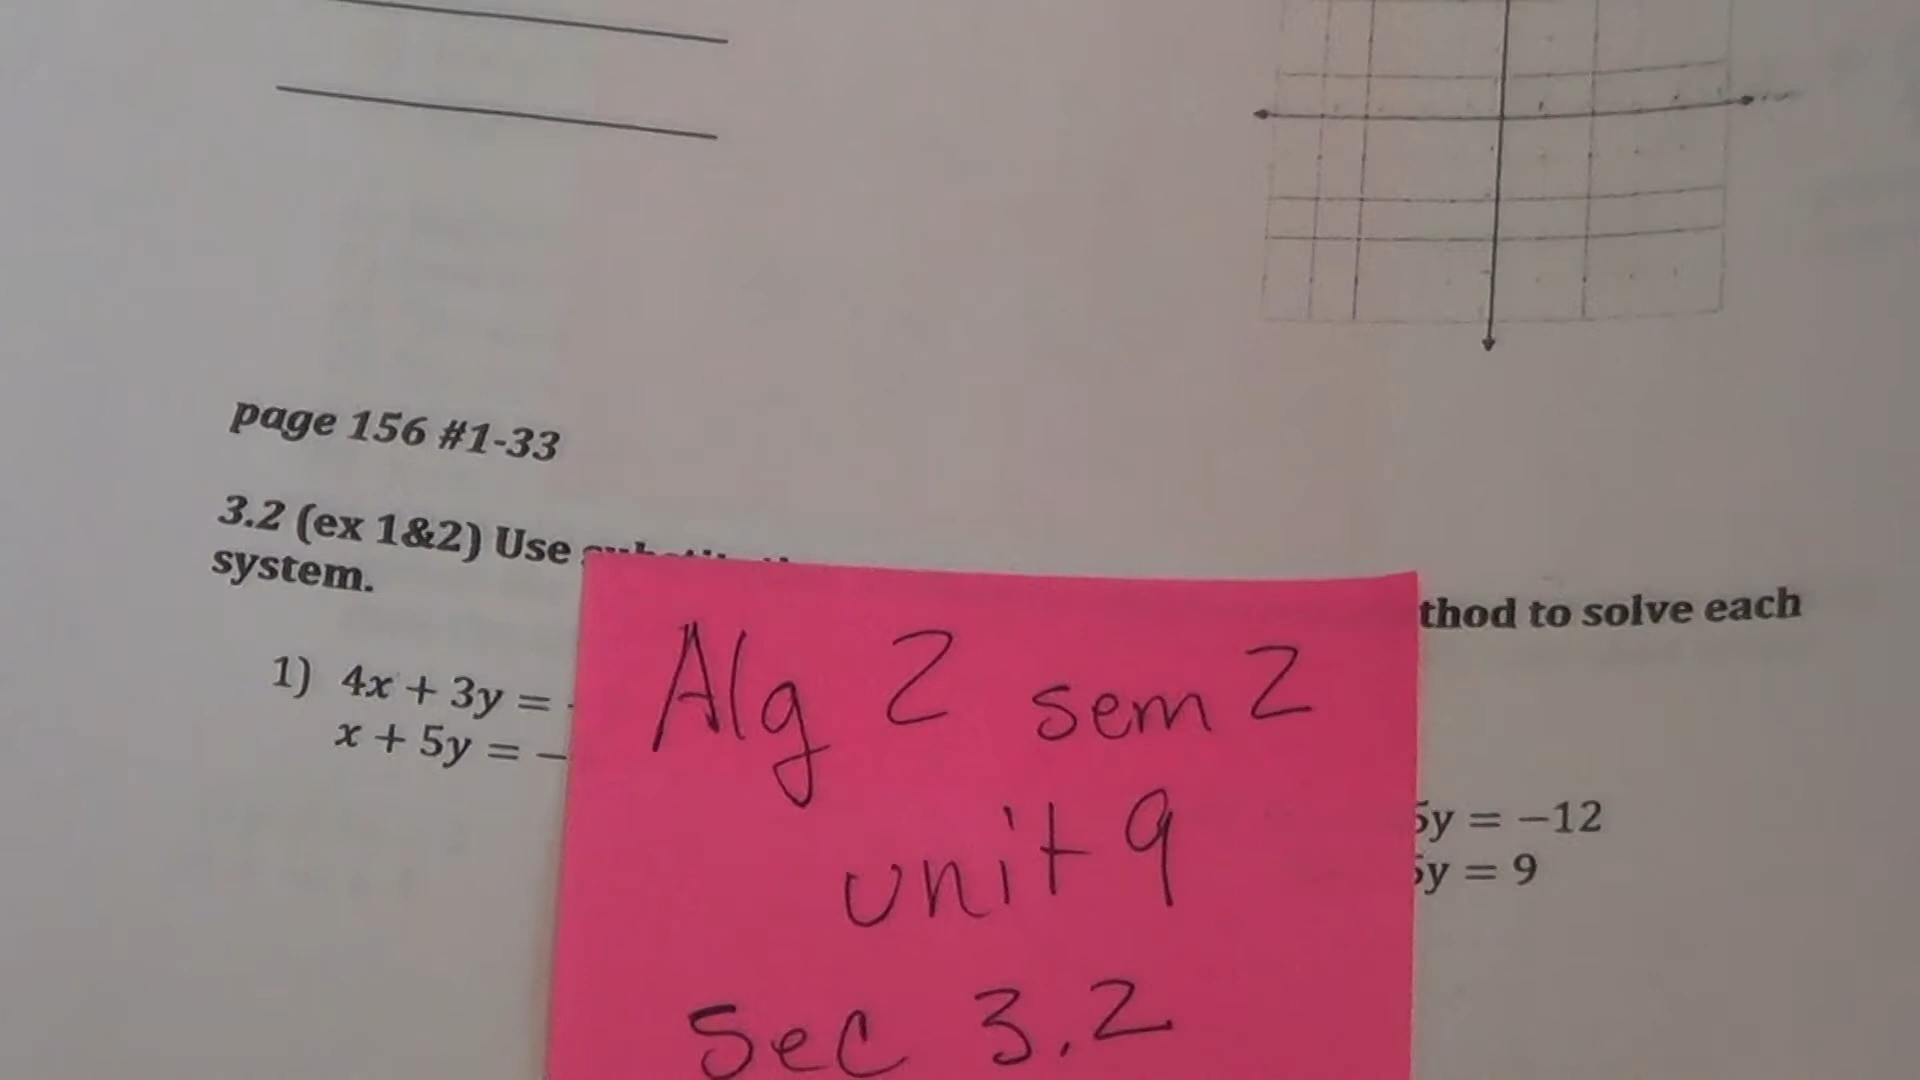 page 156 #1-33
3.2 (ex 1&2) Use thod to solve each
system.
1) 4x + 3y =
x + 5y = −
5y = −12
y = 9
Alg 2 sem 2
unit 9
Sec 3.2